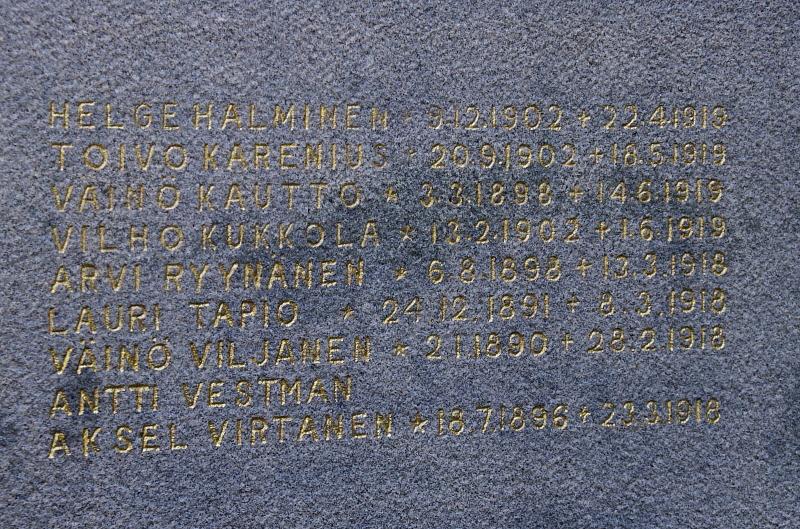 HELGE HALMINEN * 9.12.1902 + 22.4.1918
TOIVO KARENIUS * 20.9.1902 + 18.5.1919
VÄINÖ KAUTTO * 3.3.1898 + 14.6.1919
VILHO KUKKOLA * 13.2.1902 + 1.6.1919
ARVI RYYNÄNEN * 6.8.1898 + 13.3.1918
LAURI TAPIO * 24.12.1891 + 8.3.1918
VÄINÖ VILJANEN * 2.1.1890 + 28.2.1918
ANTTI VESTMAN
AKSEL VIRTANEN * 18.7.1896 + 23.3.1918